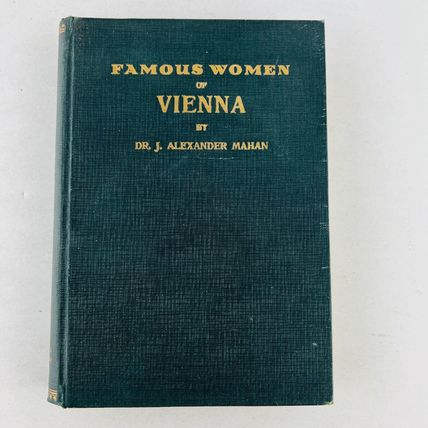 FAMOUS WOMEN
OF
VIENNA
BY
DR. J. ALEXANDER MAHAN